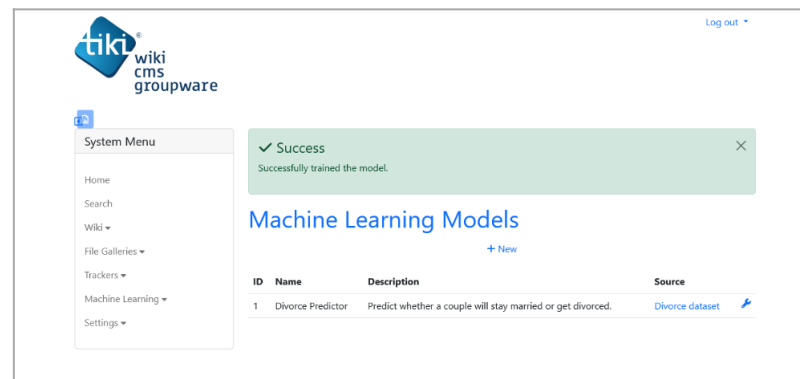 Log out
tiki®
wiki
cms
groupware
System Menu
Home
Search
Wiki
File Galleries
Trackers
Machine Learning
Settings
Success
Successfully trained the model.
Machine Learning Models
+ New
ID Name Description Source
1 Divorce Predictor Predict whether a couple will stay married or get divorced. Divorce dataset